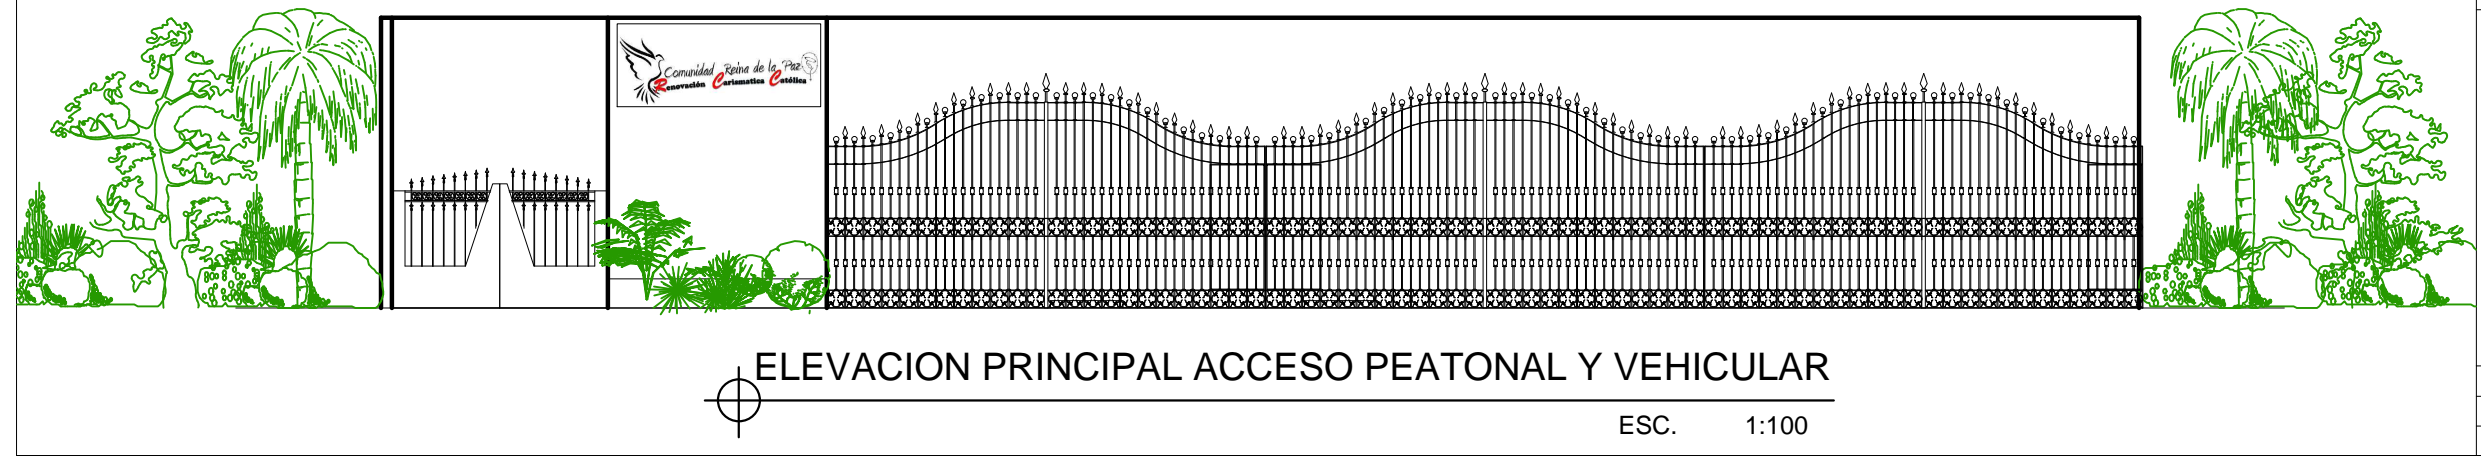 Comunidad Reina de la Paz
Renovación Carismatica Católica
ELEVACION PRINCIPAL ACCESO PEATONAL Y VEHICULAR
ESC. 1:100